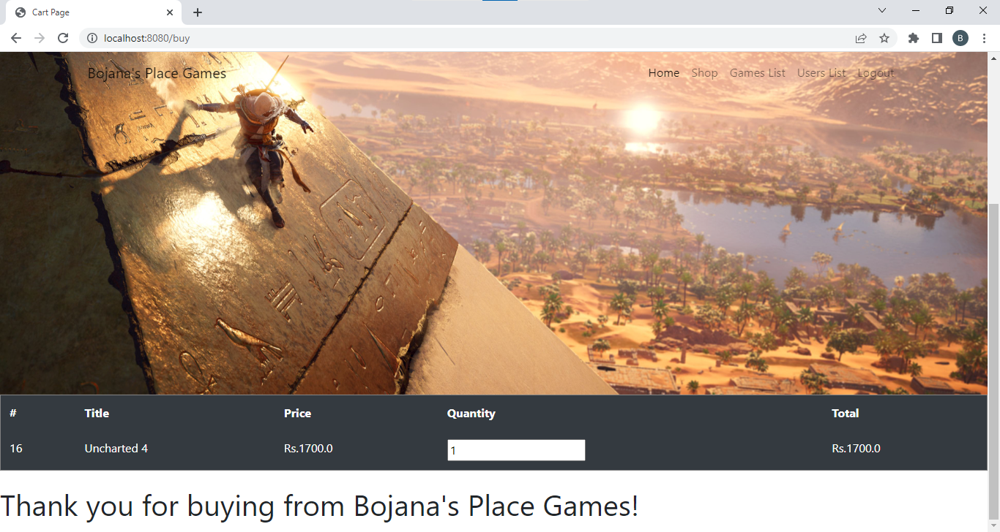 Cart Page
localhost:8080/buy
B
Bojana's Place Games
Home Shop Games List Users List Logout
# Title Price Quantity Total
16 Uncharted 4 Rs.1700.0 1 Rs.1700.0
Thank you for buying from Bojana's Place Games!